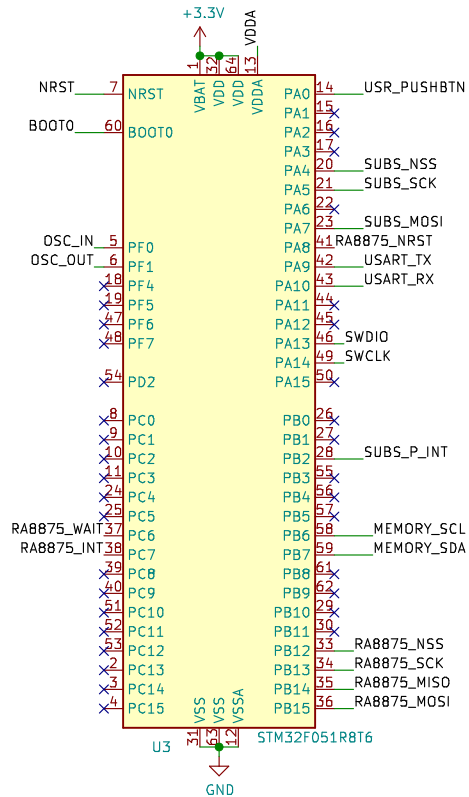 +3.3V
VDDA
1 32 64 13
VBAT VDD VDD VDDA
NRST 7 NRST PA0 14 USR_PUSHBTN
PA1 15
BOOT0 60 BOOT0 PA2 16
PA3 17
PA4 20 SUBS_NSS
PA5 21 SUBS_SCK
PA6 22
PA7 23 SUBS_MOSI
OSC_IN 5 PF0 PA8 41 RA8875_NRST
OSC_OUT 6 PF1 PA9 42 USART_TX
18 PF4 PA10 43 USART_RX
19 PF5 PA11 44
47 PF6 PA12 45
48 PF7 PA13 46 SWDIO
PA14 49 SWCLK
54 PD2 PA15 50
8 PC0 PB0 26
9 PC1 PB1 27
10 PC2 PB2 28 SUBS_P_INT
11 PC3 PB3 55
24 PC4 PB4 56
25 PC5 PB5 57
RA8875_WAIT 37 PC6 PB6 58 MEMORY_SCL
RA8875_INT 38 PC7 PB7 59 MEMORY_SDA
39 PC8 PB8 61
40 PC9 PB9 62
51 PC10 PB10 29
52 PC11 PB11 30
53 PC12 PB12 33 RA8875_NSS
2 PC13 PB13 34 RA8875_SCK
3 PC14 PB14 35 RA8875_MISO
4 PC15 PB15 36 RA8875_MOSI
VSS VSS VSSA
31 63 12
U3 STM32F051R8T6
GND